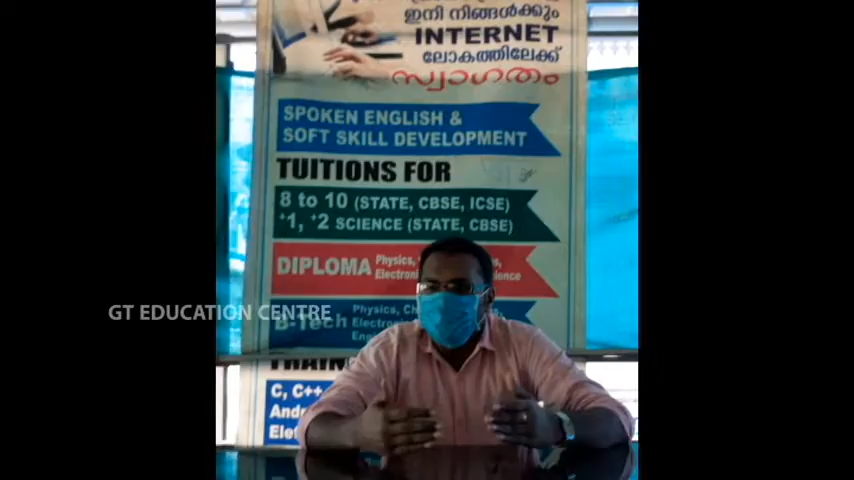 ഇനി നിങ്ങൾക്കും
INTERNET
ലോകത്തിലേക്ക്
സ്വാഗതം
SPOKEN ENGLISH &
SOFT SKILL DEVELOPMENT
TUITIONS FOR
8 to 10 (STATE, CBSE, ICSE)
+1, +2 SCIENCE (STATE, CBSE)
DIPLOMA
Physics,
B-Tech
Physics,
C, C++
GT EDUCATION CENTRE